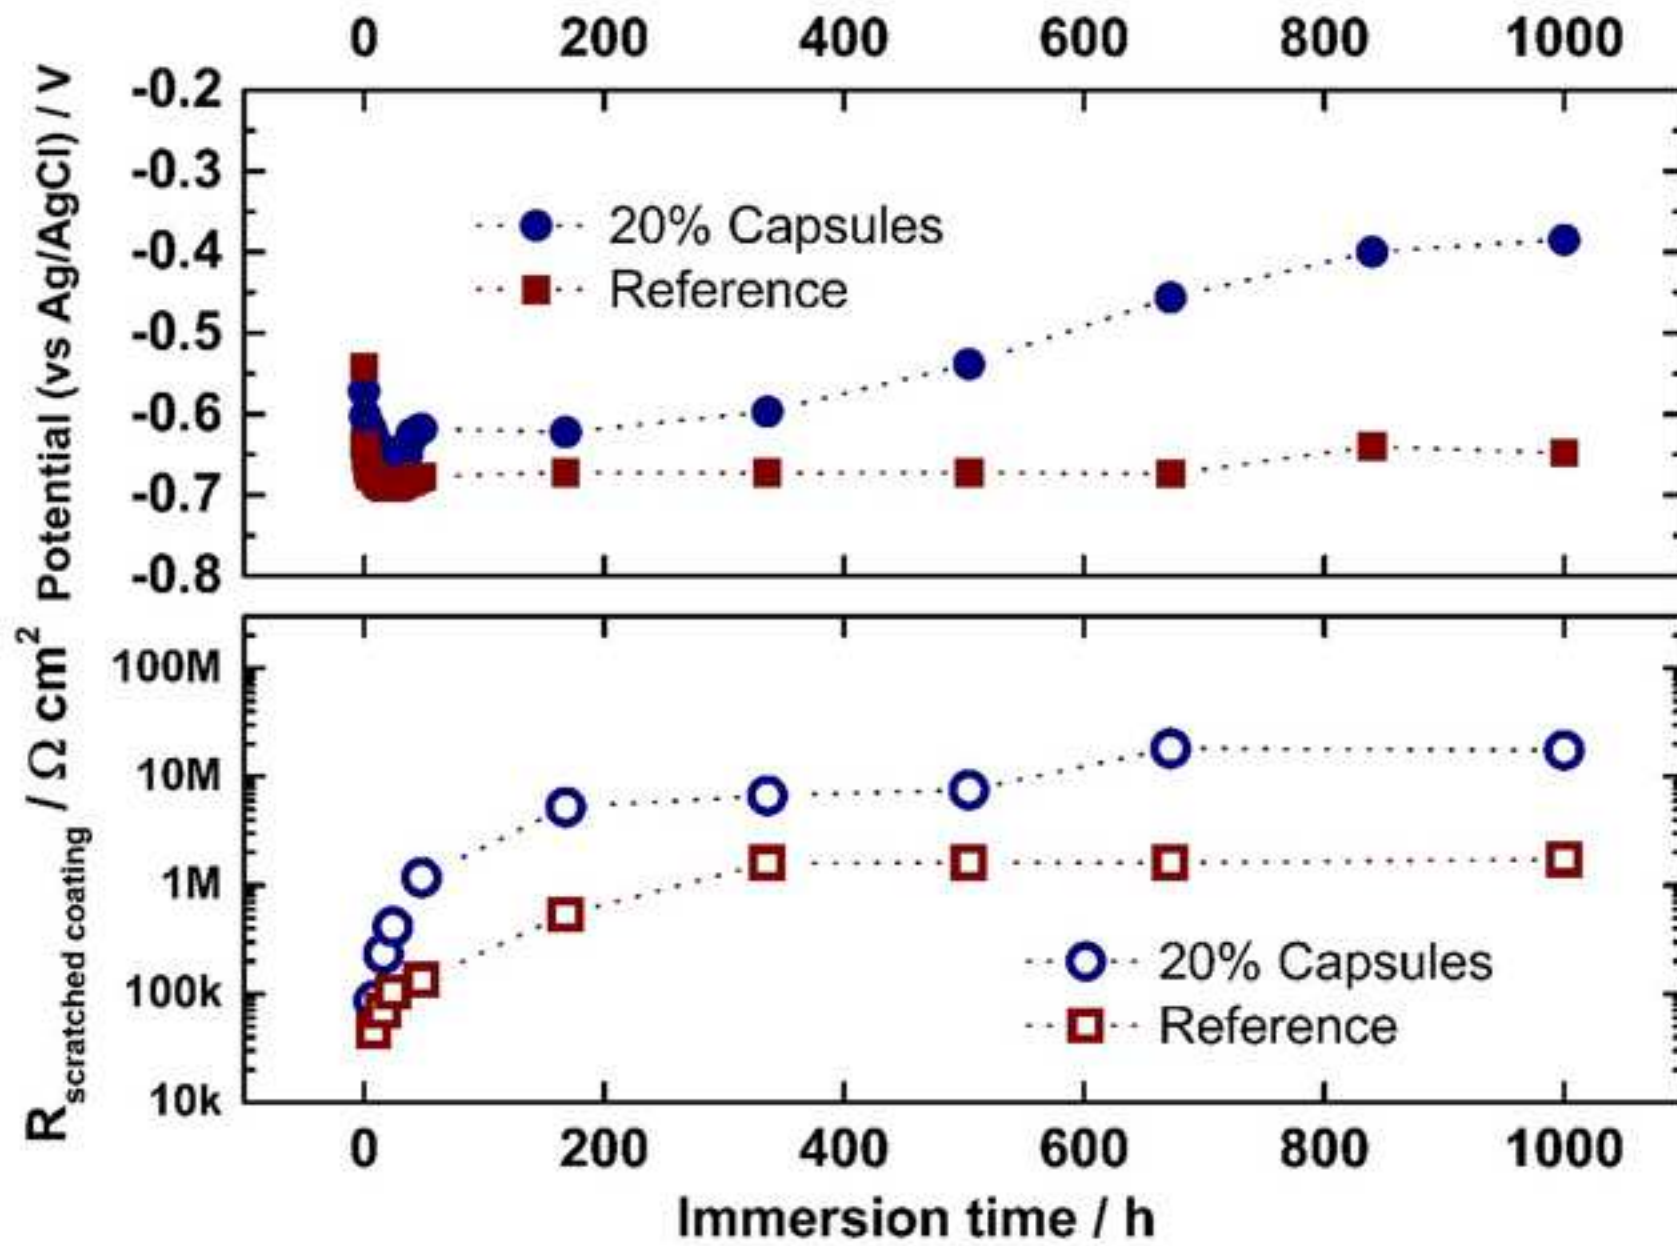 0 200 400 600 800 1000
Potential (vs Ag/AgCl) / V
-0.2
-0.3
-0.4
-0.5
-0.6
-0.7
-0.8
20% Capsules
Reference
R scratched coating / Ω cm²
100M
10M
1M
100k
10k
20% Capsules
Reference
0 200 400 600 800 1000
Immersion time / h